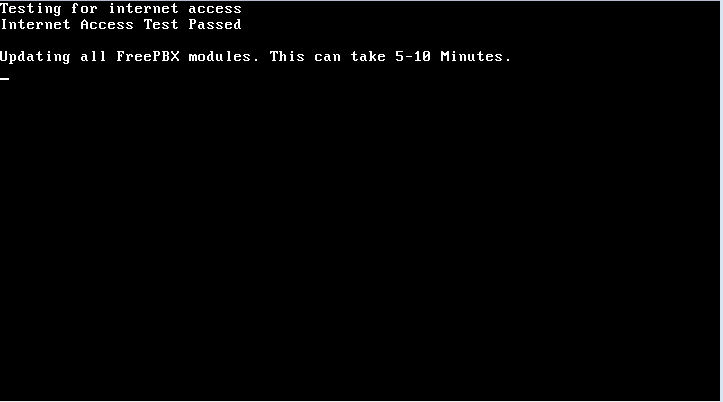 Testing for internet access
Internet Access Test Passed
Updating all FreePBX modules. This can take 5-10 Minutes.